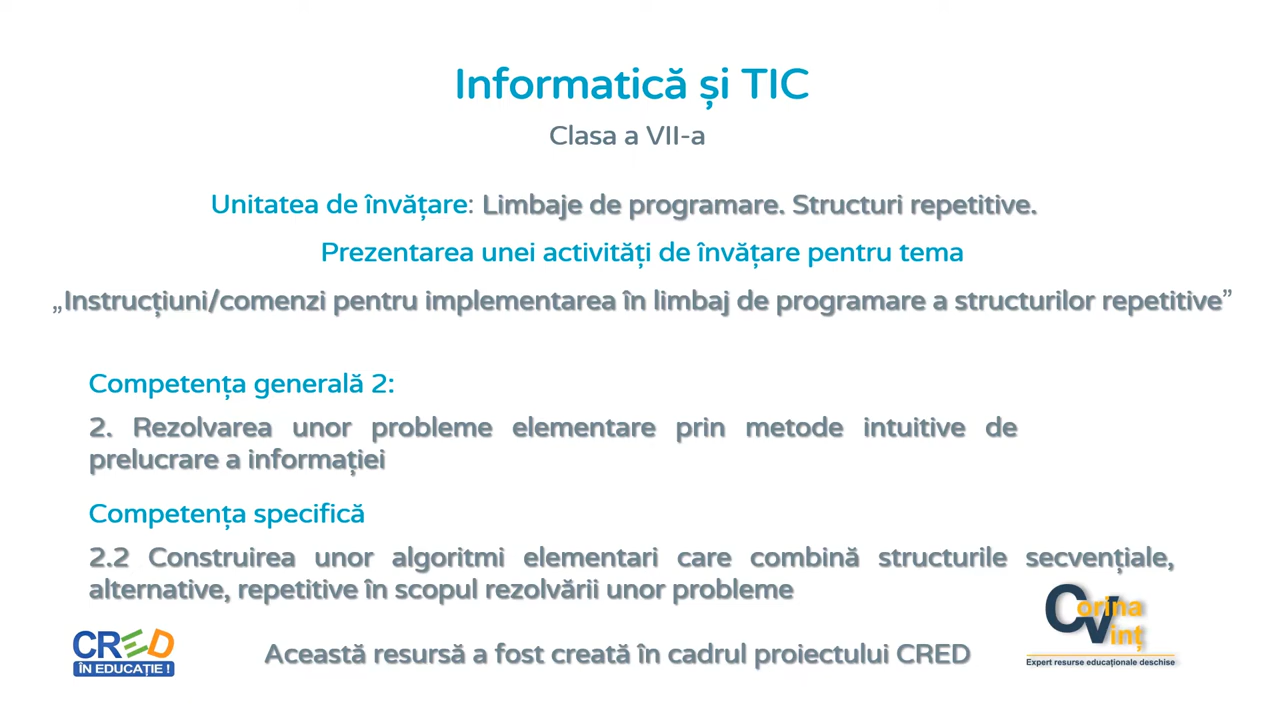 Informatică și TIC
Clasa a VII-a
Unitatea de învățare: Limbaje de programare. Structuri repetitive.
Prezentarea unei activități de învățare pentru tema
„Instrucțiuni/comenzi pentru implementarea în limbaj de programare a structurilor repetitive”
Competența generală 2:
2. Rezolvarea unor probleme elementare prin metode intuitive de
prelucrare a informației
Competența specifică
2.2 Construirea unor algoritmi elementari care combină structurile secvențiale,
alternative, repetitive în scopul rezolvării unor probleme
CRED
ÎN EDUCAȚIE !
Această resursă a fost creată în cadrul proiectului CRED
Corina
Vinț
Expert resurse educaționale deschise